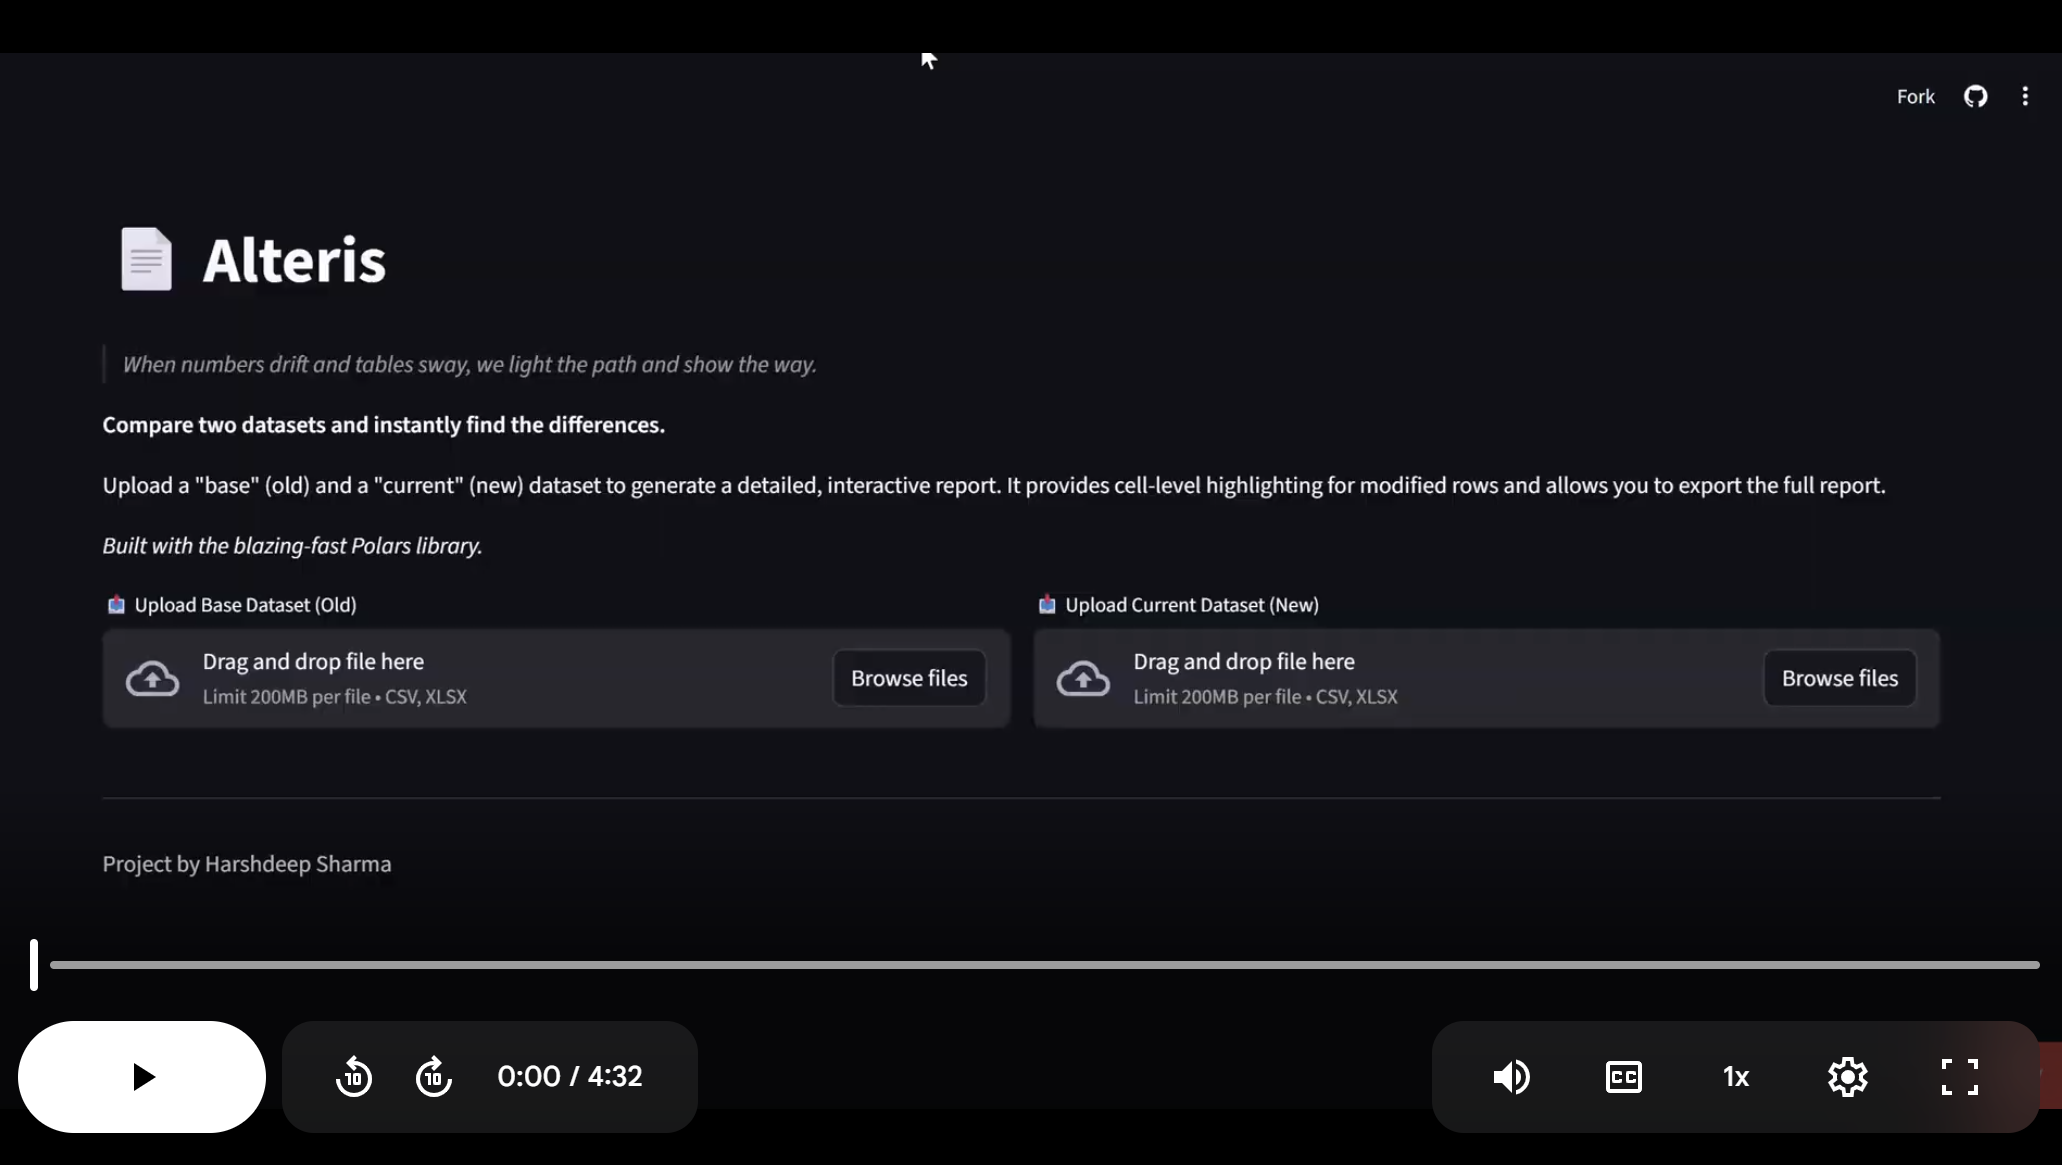 Fork
Alteris
When numbers drift and tables sway, we light the path and show the way.
Compare two datasets and instantly find the differences.
Upload a "base" (old) and a "current" (new) dataset to generate a detailed, interactive report. It provides cell-level highlighting for modified rows and allows you to export the full report.
Built with the blazing-fast Polars library.
Upload Base Dataset (Old)
Drag and drop file here
Limit 200MB per file • CSV, XLSX
Browse files
Upload Current Dataset (New)
Drag and drop file here
Limit 200MB per file • CSV, XLSX
Browse files
Project by Harshdeep Sharma
10
10
0:00 / 4:32
CC
1x